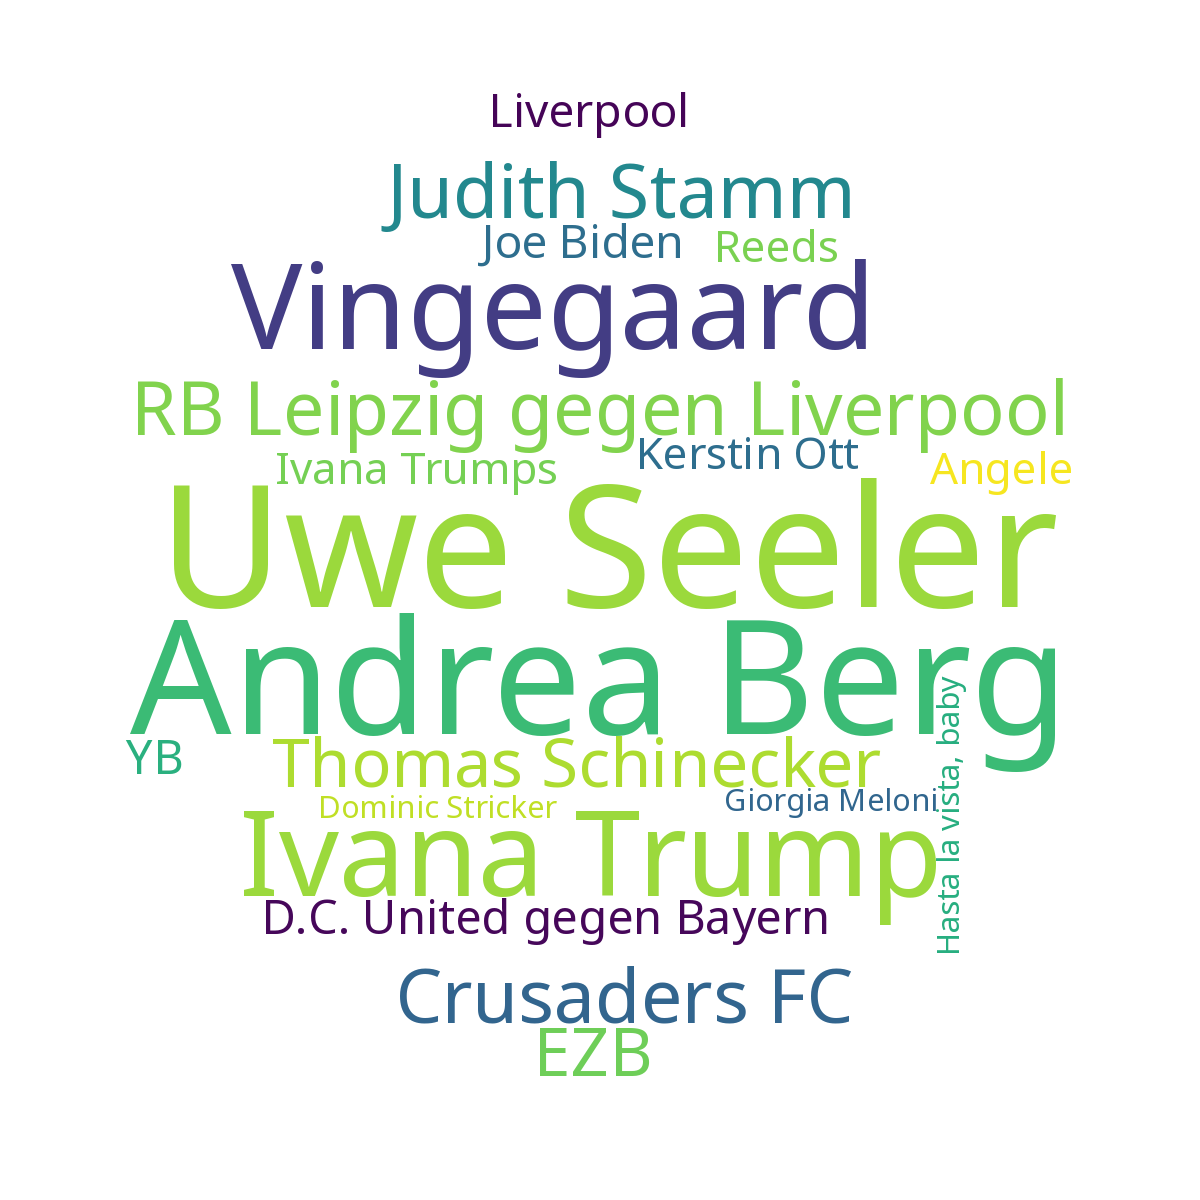 Liverpool
Judith Stamm
Joe Biden
Reeds
Vingegaard
RB Leipzig gegen Liverpool
Kerstin Ott
Ivana Trumps
Angele
Uwe Seeler
Andrea Berg
YB
Thomas Schinecker
Giorgia Meloni
Dominic Stricker
Hasta la vista, baby
Ivana Trump
D.C. United gegen Bayern
Crusaders FC
EZB